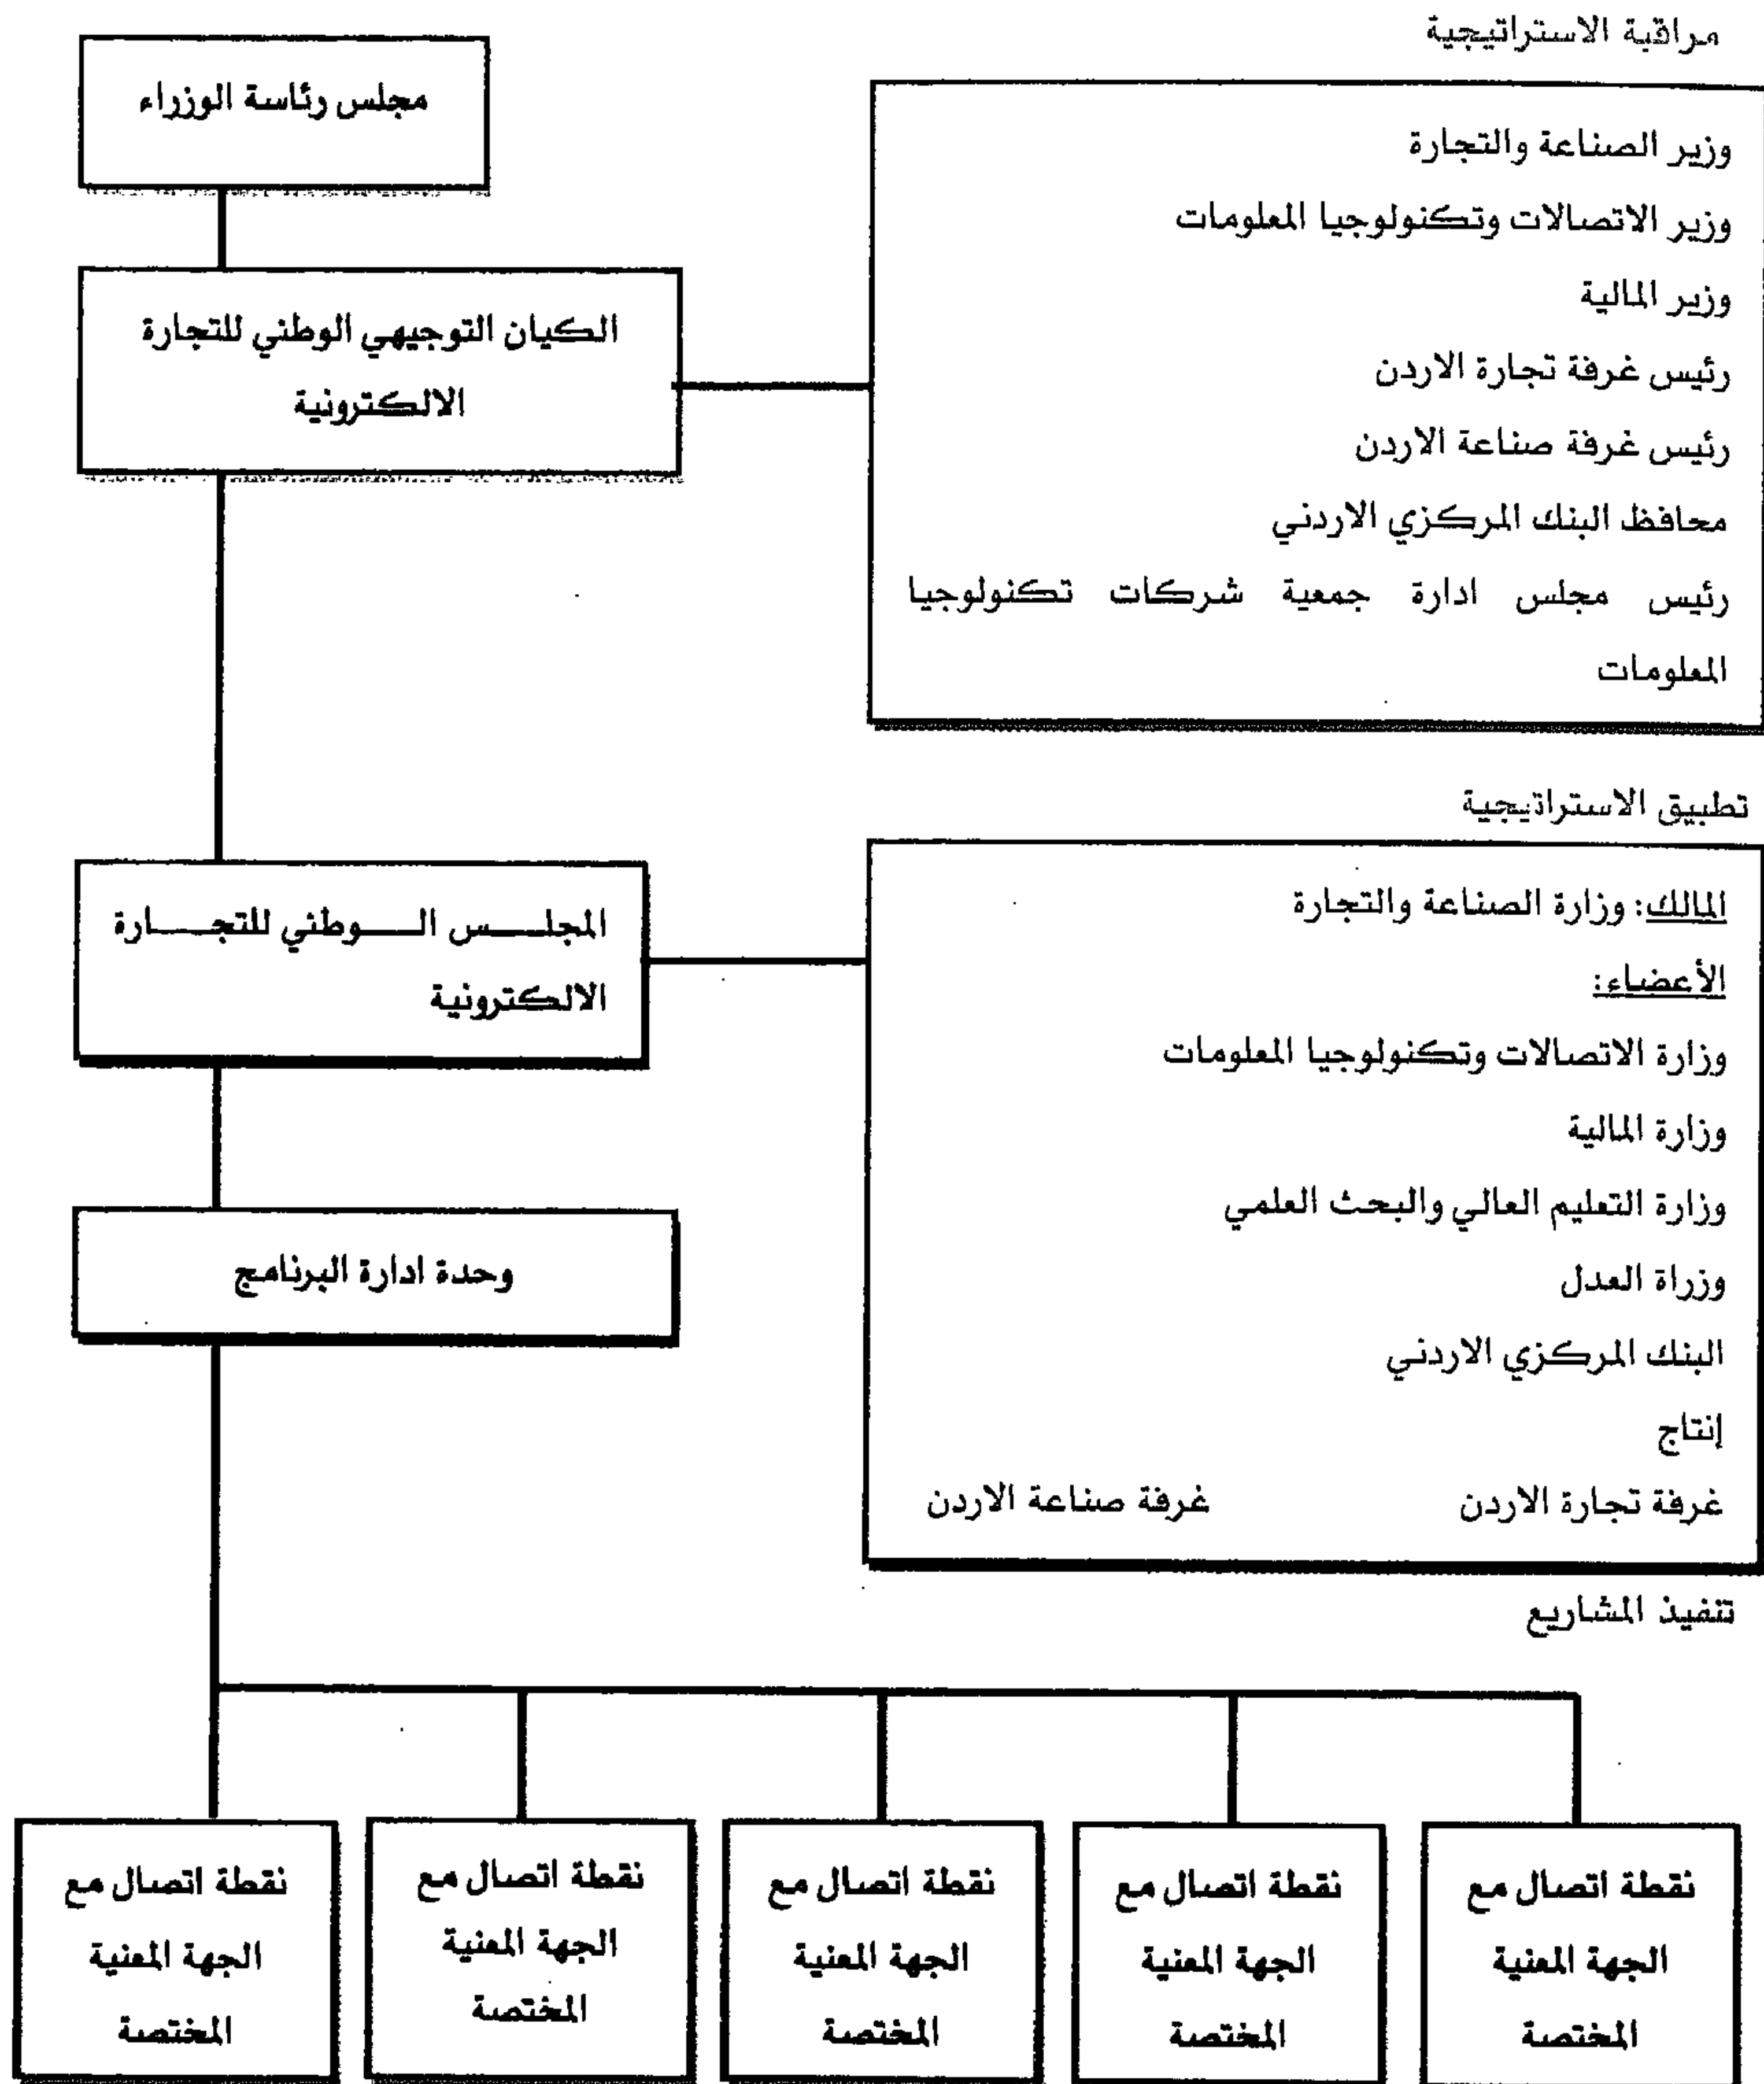 مراقبة الاستراتيجية
مجلس رئاسة الوزراء
وزير الصناعة والتجارة
وزير الاتصالات وتكنولوجيا المعلومات
وزير المالية
رئيس غرفة تجارة الاردن
رئيس غرفة صناعة الاردن
محافظ البنك المركزي الاردني
رئيس مجلس ادارة جمعية شركات تكنولوجيا
المعلومات
الكيان التوجيهي الوطني للتجارة
الالكترونية
تطبيق الاستراتيجية
المالك: وزارة الصناعة والتجارة
الأعضاء:
وزارة الاتصالات وتكنولوجيا المعلومات
وزارة المالية
وزارة التعليم العالي والبحث العلمي
وزراة العدل
البنك المركزي الاردني
إنتاج
غرفة تجارة الاردن غرفة صناعة الاردن
المجلـــس الـــوطني للتجـــارة
الالكترونية
وحدة ادارة البرنامج
تنفيذ المشاريع
نقطة اتصال مع
الجهة المعنية
المختصة
نقطة اتصال مع
الجهة المعنية
المختصة
نقطة اتصال مع
الجهة المعنية
المختصة
نقطة اتصال مع
الجهة المعنية
المختصة
نقطة اتصال مع
الجهة المعنية
المختصة